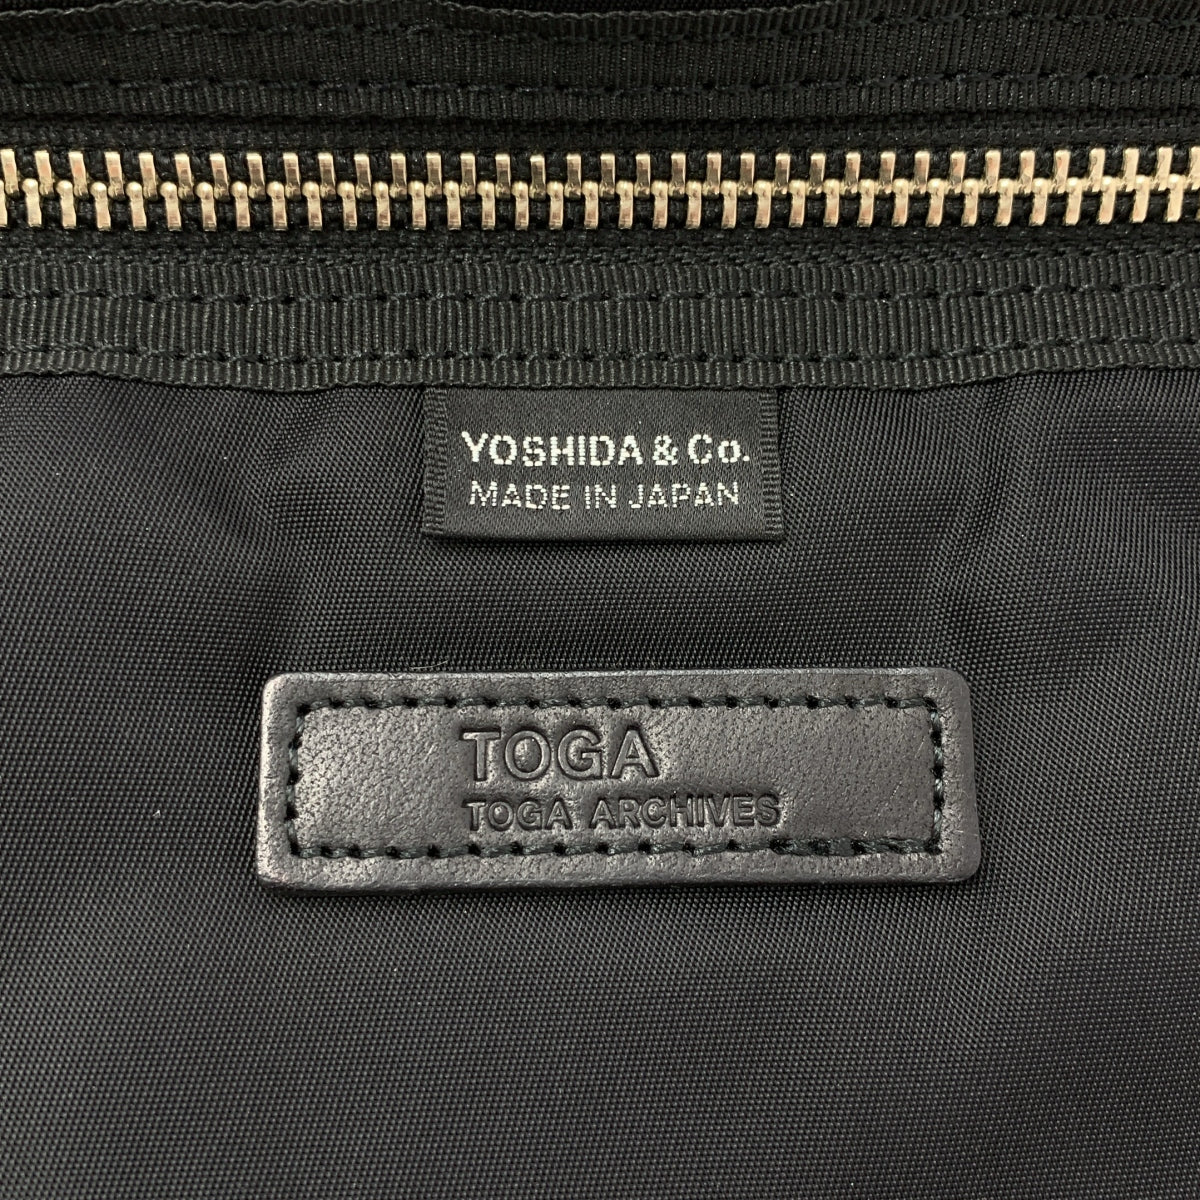 YOSHIDA & Co.
MADE IN JAPAN
TOGA
TOGA ARCHIVES